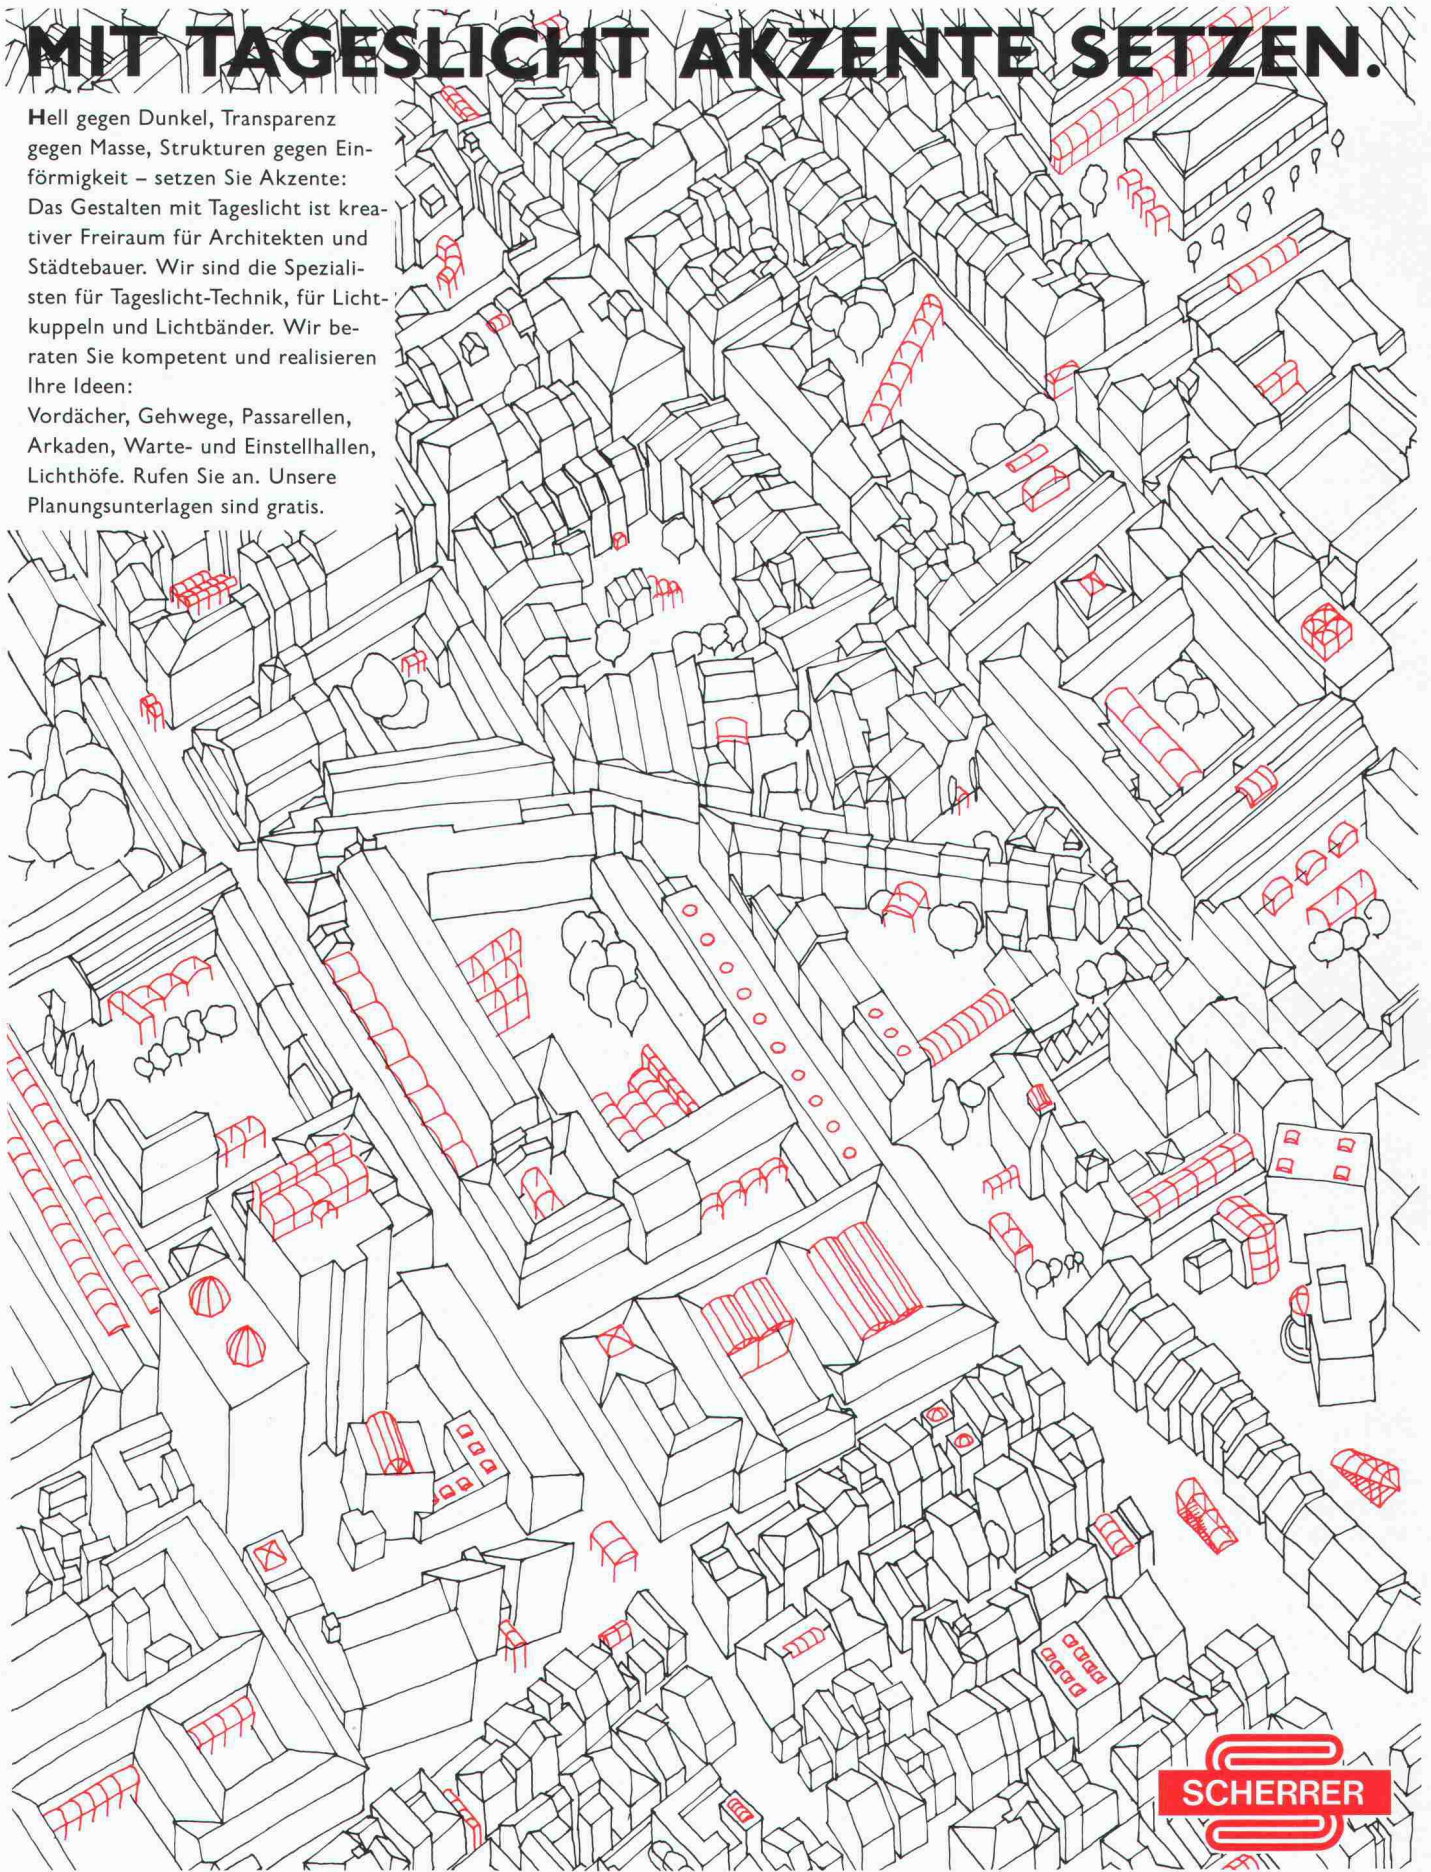 MIT TAGESLICHT AKZENTE SETZEN.
Hell gegen Dunkel, Transparenz
gegen Masse, Strukturen gegen Ein-
förmigkeit – setzen Sie Akzente:
Das Gestalten mit Tageslicht ist krea-
tiver Freiraum für Architekten und
Städtebauer. Wir sind die Speziali-
sten für Tageslicht-Technik, für Licht-
kuppeln und Lichtbänder. Wir be-
raten Sie kompetent und realisieren
Ihre Ideen:
Vordächer, Gehwege, Passarellen,
Arkaden, Warte- und Einstellhallen,
Lichthöfe. Rufen Sie an. Unsere
Planungsunterlagen sind gratis.
SCHERRER